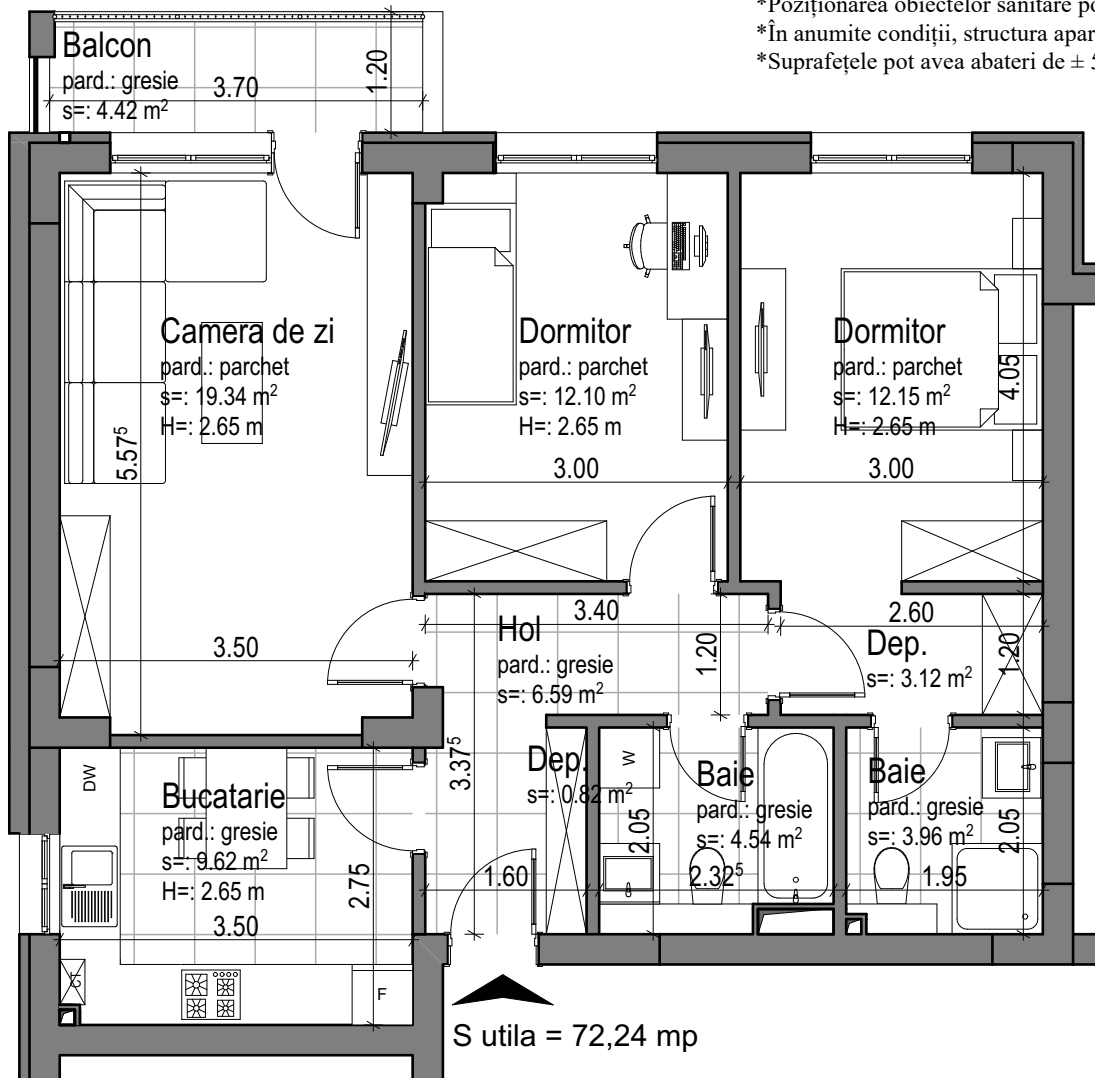 *Poziționarea obiectelor sanitare
*În anumite condiții, structura
*Suprafețele pot avea abateri de ±
Balcon
pard.: gresie
s=: 4.42 m²
3.70
1.20
Camera de zi
pard.: parchet
s=: 19.34 m²
H=: 2.65 m
5.57⁵
3.50
Dormitor
pard.: parchet
s=: 12.10 m²
H=: 2.65 m
3.00
Dormitor
pard.: parchet
s=: 12.15 m²
H=: 2.65 m
4.05
3.00
Hol
pard.: gresie
s=: 6.59 m²
3.40
1.20
3.37⁵
2.60
Dep.
s=: 3.12 m²
1.20
Dep.
s=: 0.82 m²
1.60
W
Baie
pard.: gresie
s=: 4.54 m²
2.05
2.32⁵
Baie
pard.: gresie
s=: 3.96 m²
2.05
1.95
DW
Bucatarie
pard.: gresie
s=: 9.62 m²
H=: 2.65 m
2.75
3.50
CT
F
S utila = 72,24 mp